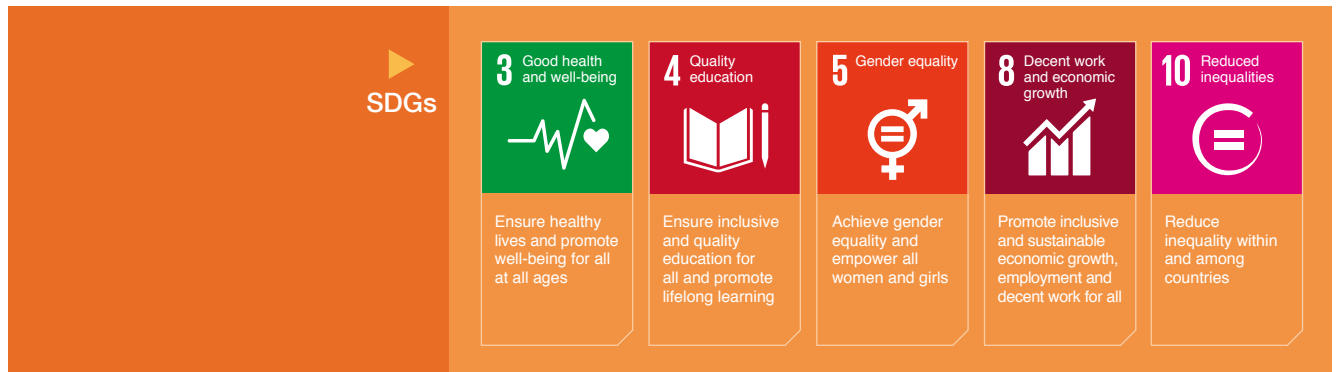 SDGs
3 Good health
and well-being
Ensure healthy
lives and promote
well-being for all
at all ages
4 Quality
education
Ensure inclusive
and quality
education for
all and promote
lifelong learning
5 Gender equality
Achieve gender
equality and
empower all
women and girls
8 Decent work
and economic
growth
Promote inclusive
and sustainable
economic growth,
employment and
decent work for all
10 Reduced
inequalities
Reduce
inequality within
and among
countries